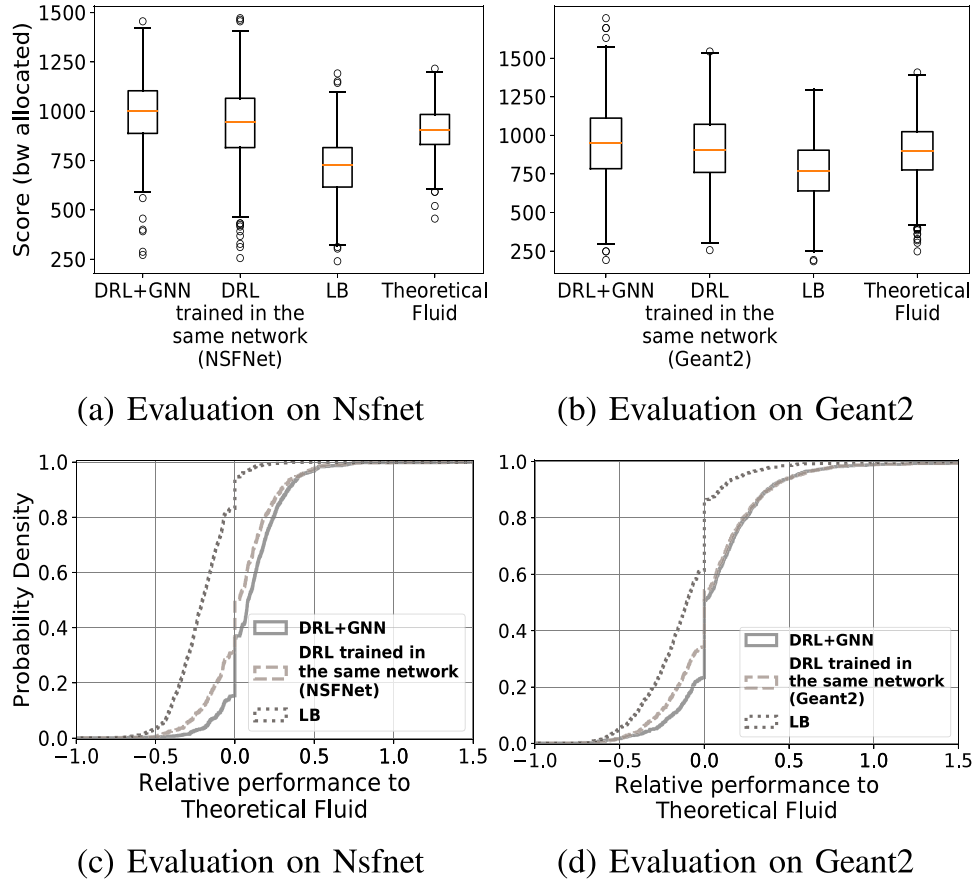 1500
1250
1000
750
500
250
Score (bw allocated)
DRL+GNN
DRL
trained in the
same network
(NSFNet)
LB
Theoretical
Fluid
1750
1500
1250
1000
750
500
250
DRL+GNN
DRL
trained in the
same network
(Geant2)
LB
Theoretical
Fluid
(a) Evaluation on Nsfnet
(b) Evaluation on Geant2
1.0
0.8
0.6
0.4
0.2
0.0
Probability Density
DRL+GNN
DRL trained in
the same network
(NSFNet)
LB
−1.0 −0.5 0.0 0.5 1.0 1.5
Relative performance to
Theoretical Fluid
1.0
0.8
0.6
0.4
0.2
0.0
DRL+GNN
DRL trained in
the same network
(Geant2)
LB
−1.0 −0.5 0.0 0.5 1.0 1.5
Relative performance to
Theoretical Fluid
(c) Evaluation on Nsfnet
(d) Evaluation on Geant2